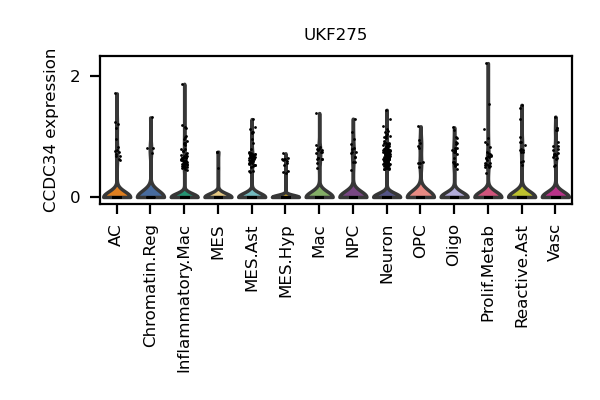 UKF275
CCDC34 expression
2
0
AC
Chromatin.Reg
Inflammatory.Mac
MES
MES.Ast
MES.Hyp
Mac
NPC
Neuron
OPC
Oligo
Prolif.Metab
Reactive.Ast
Vasc